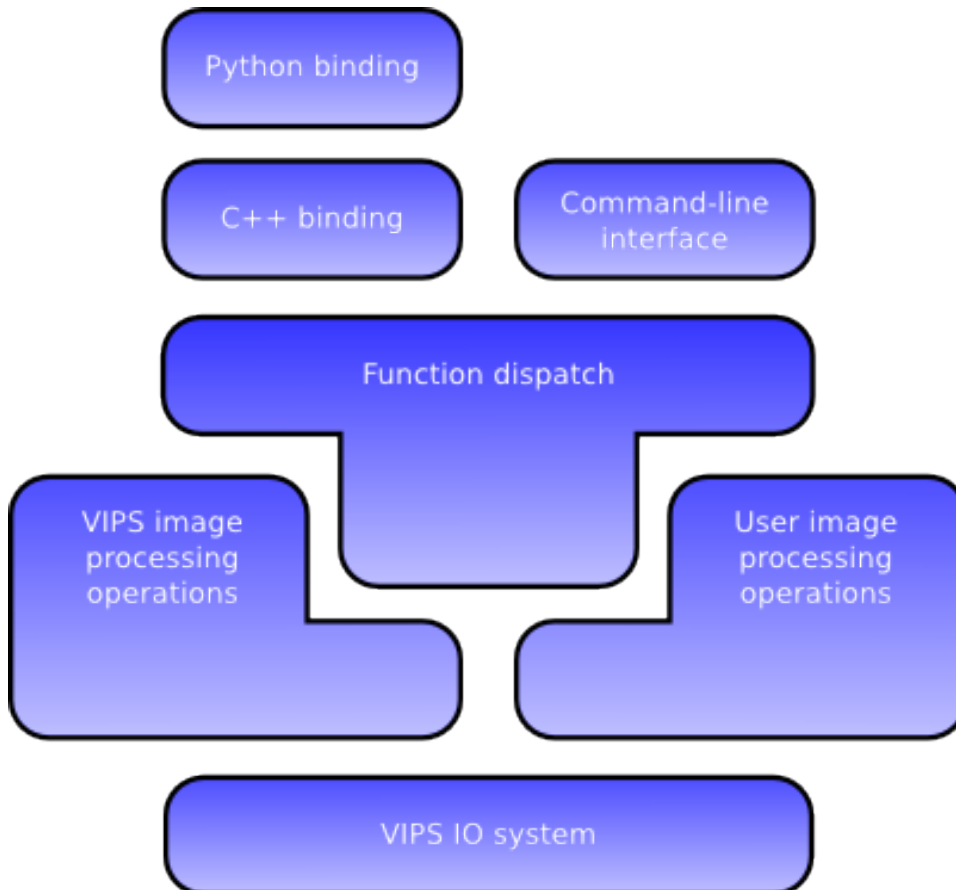 Python binding
C++ binding
Command-line
interface
Function dispatch
VIPS image
processing
operations
User image
processing
operations
VIPS IO system